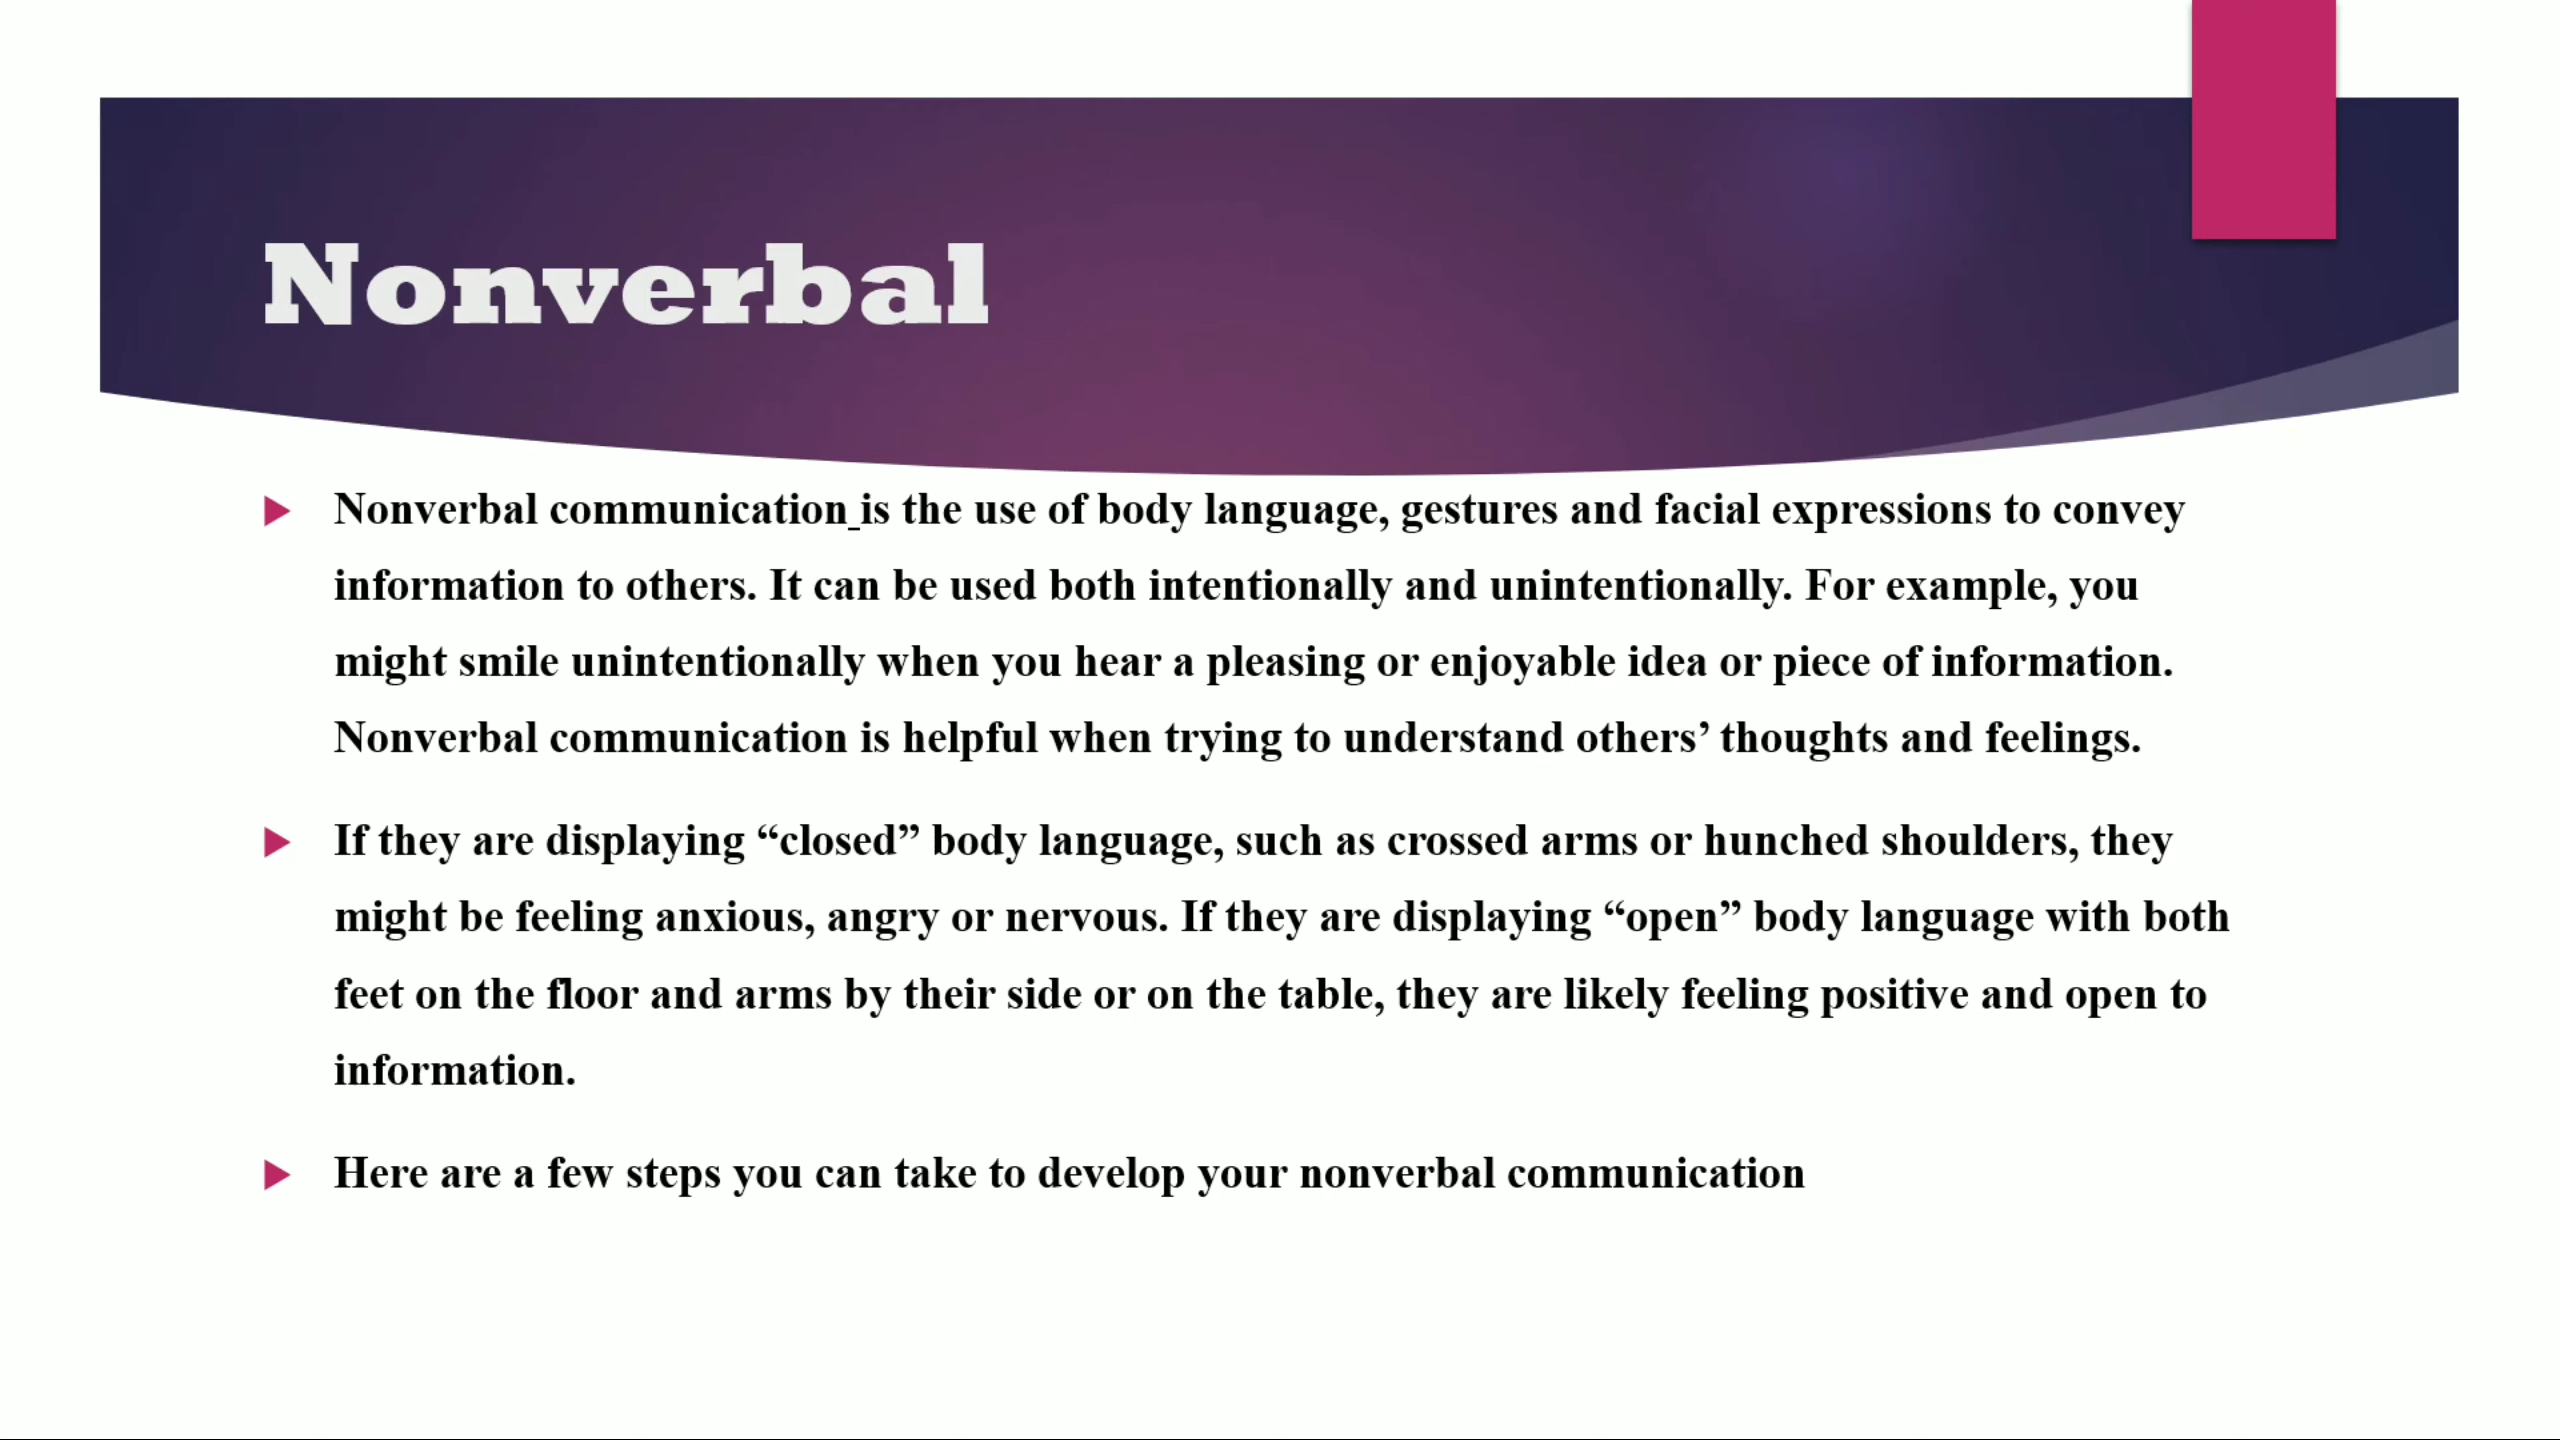 Nonverbal
Nonverbal communication is the use of body language, gestures and facial expressions to convey
information to others. It can be used both intentionally and unintentionally. For example, you
might smile unintentionally when you hear a pleasing or enjoyable idea or piece of information.
Nonverbal communication is helpful when trying to understand others’ thoughts and feelings.
If they are displaying “closed” body language, such as crossed arms or hunched shoulders, they
might be feeling anxious, angry or nervous. If they are displaying “open” body language with both
feet on the floor and arms by their side or on the table, they are likely feeling positive and open to
information.
Here are a few steps you can take to develop your nonverbal communication